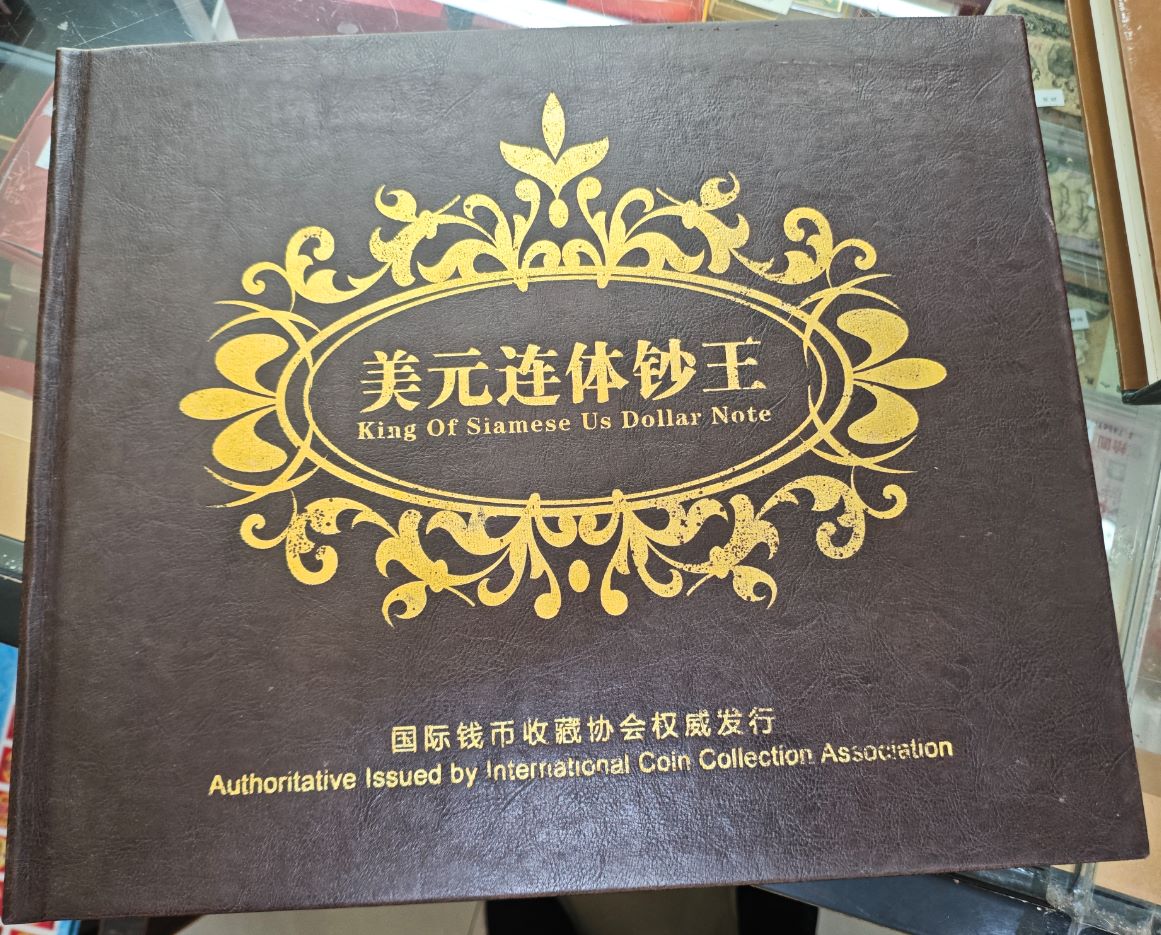 美元连体钞王
King Of Siamese Us Dollar Note
国际钱币收藏协会权威发行
Authoritative Issued by International Coin Collection Association